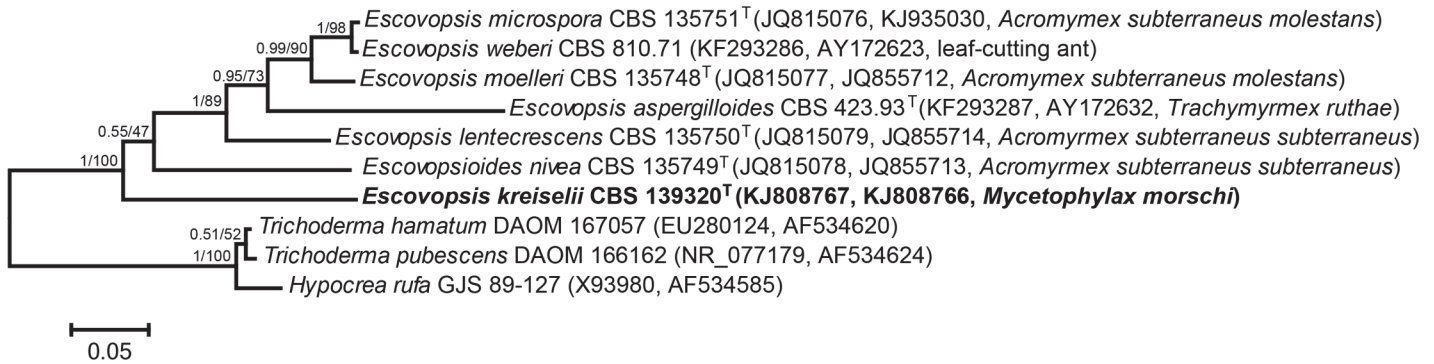 1/98
Escovopsis microspora CBS 135751T (JQ815076, KJ935030, Acromymex subterraneus molestans)
0.99/90
Escovopsis weberi CBS 810.71 (KF293286, AY172623, leaf-cutting ant)
0.95/73
Escovopsis moelleri CBS 135748T (JQ815077, JQ855712, Acromymex subterraneus molestans)
1/89
Escovopsis aspergilloides CBS 423.93T (KF293287, AY172632, Trachymyrmex ruthae)
0.55/47
Escovopsis lentecrescens CBS 135750T (JQ815079, JQ855714, Acromyrmex subterraneus subterraneus)
1/100
Escovopsioides nivea CBS 135749T (JQ815078, JQ855713, Acromyrmex subterraneus subterraneus)
Escovopsis kreiselii CBS 139320T (KJ808767, KJ808766, Mycetophylax morschi)
0.51/52
Trichoderma hamatum DAOM 167057 (EU280124, AF534620)
1/100
Trichoderma pubescens DAOM 166162 (NR_077179, AF534624)
Hypocrea rufa GJS 89-127 (X93980, AF534585)
0.05